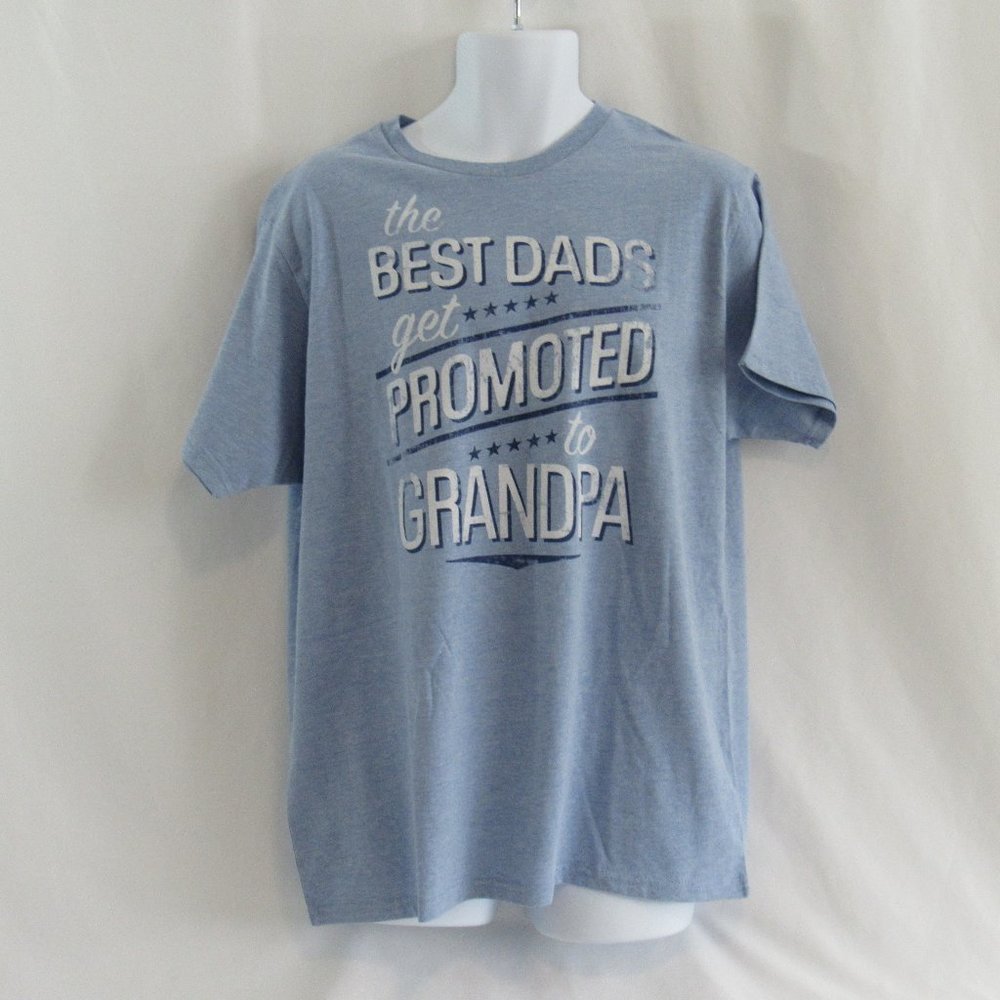 the
BEST DADS
get
PROMOTED
to
GRANDPA